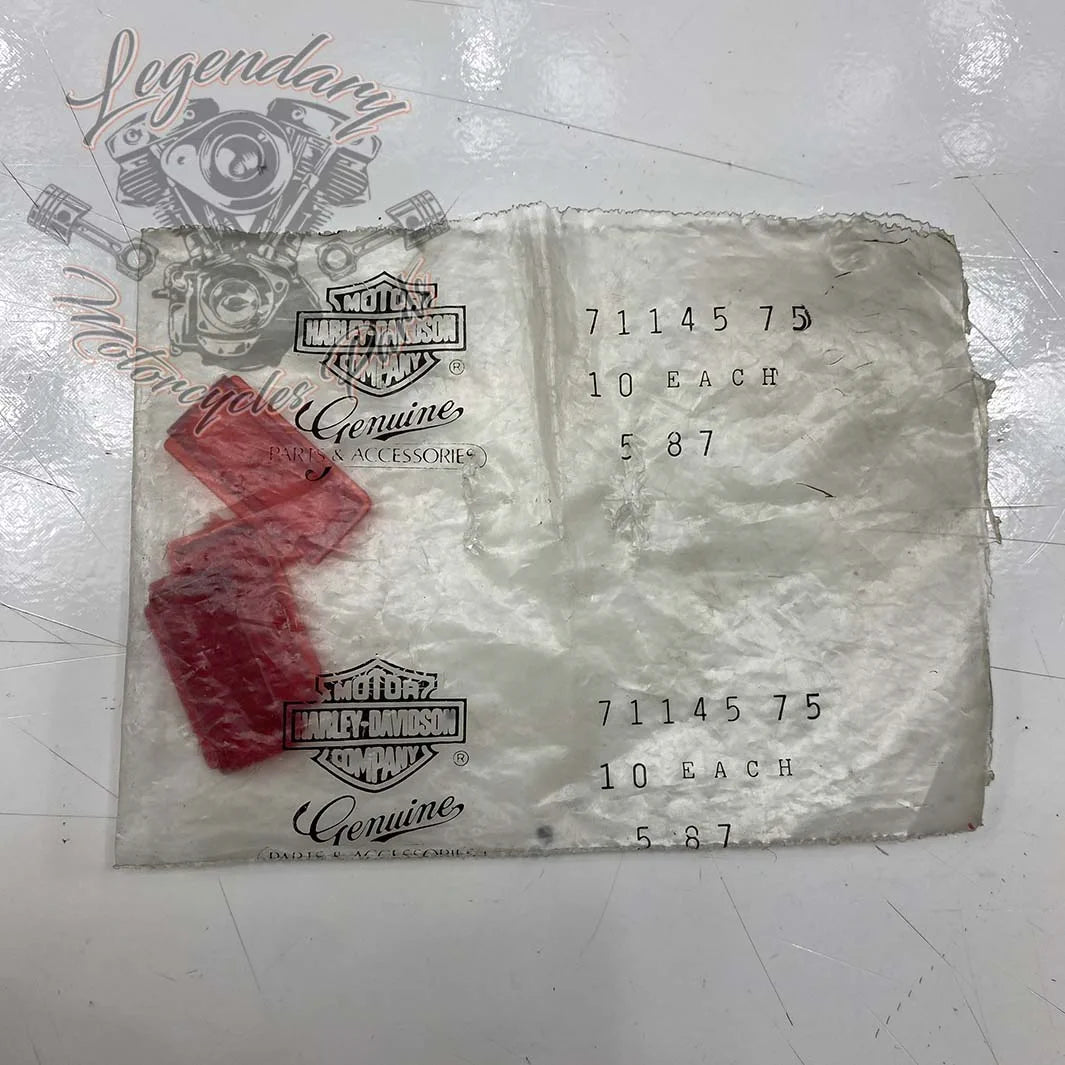 Legendary
Motorcycles Parts
MOTOR
HARLEY-DAVIDSON
COMPANY
®
Genuine
PARTS & ACCESSORIES
71145 75
10 EACH
5 87
MOTOR
HARLEY-DAVIDSON
COMPANY
®
Genuine
PARTS & ACCESSORIES
71145 75
10 EACH
5 87